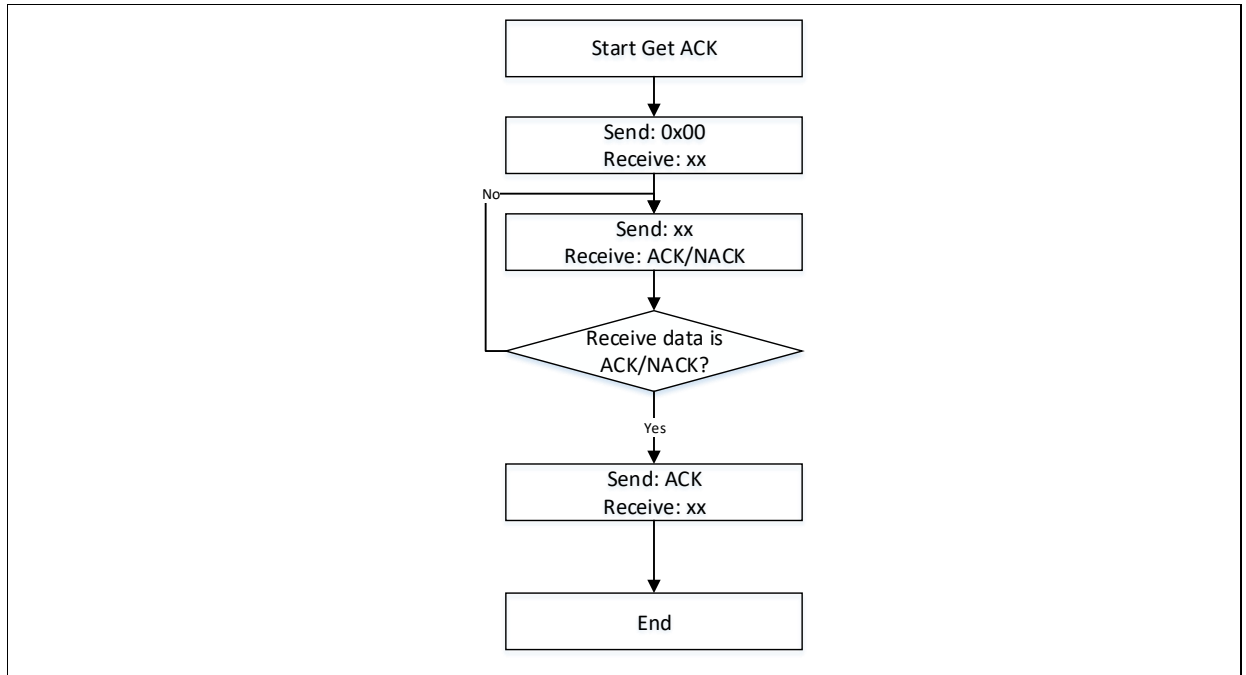 Start Get ACK
Send: 0x00
Receive: xx
No
Send: xx
Receive: ACK/NACK
Receive data is
ACK/NACK?
Yes
Send: ACK
Receive: xx
End